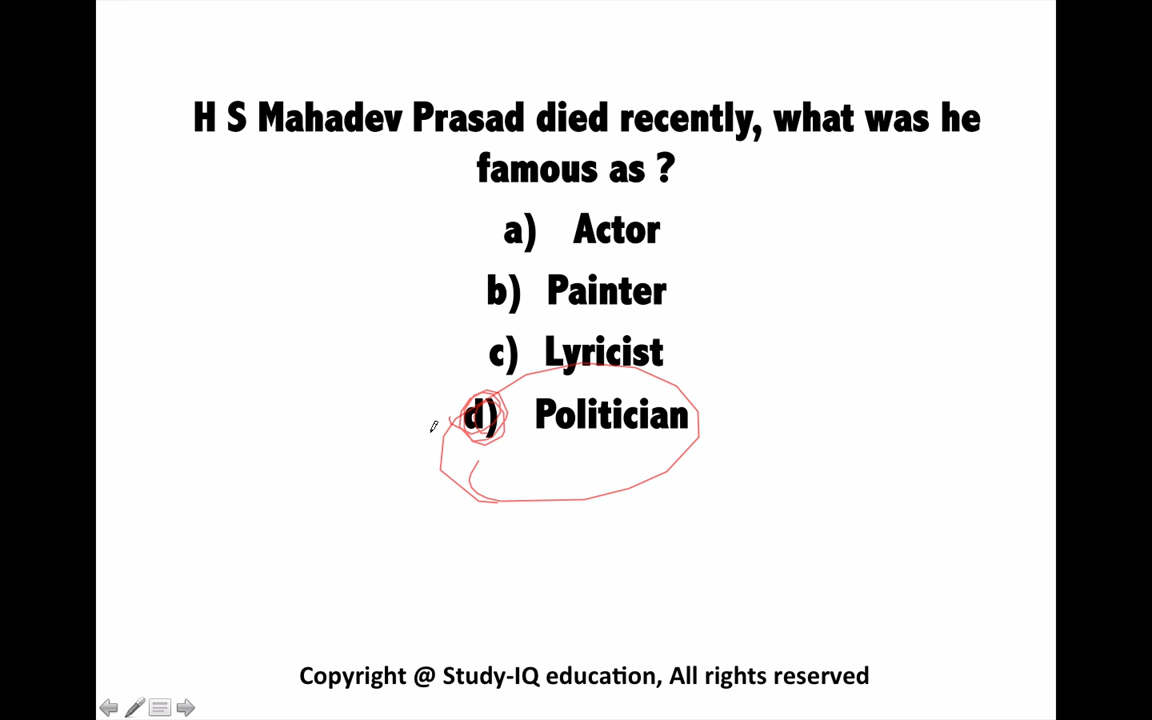 H S Mahadev Prasad died recently, what was he
famous as ?
a) Actor
b) Painter
c) Lyricist
d) Politician
Copyright @ Study-IQ education, All rights reserved